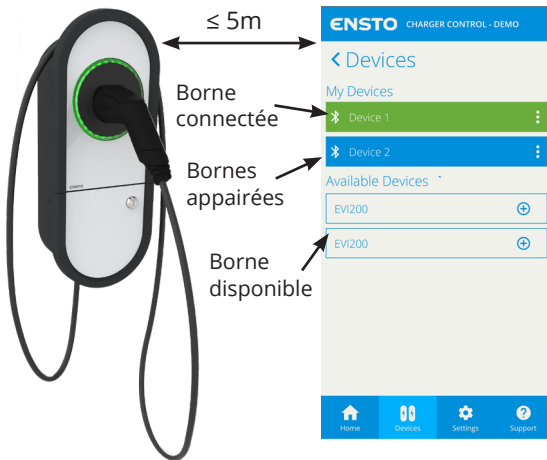 ≤ 5m
ENSTO CHARGER CONTROL - DEMO
< Devices
My Devices
Borne
connectée
Device 1
Device 2
Bornes
appairées
Available Devices
EVI200
EVI200
Borne
disponible
Home
Devices
Settings
Support